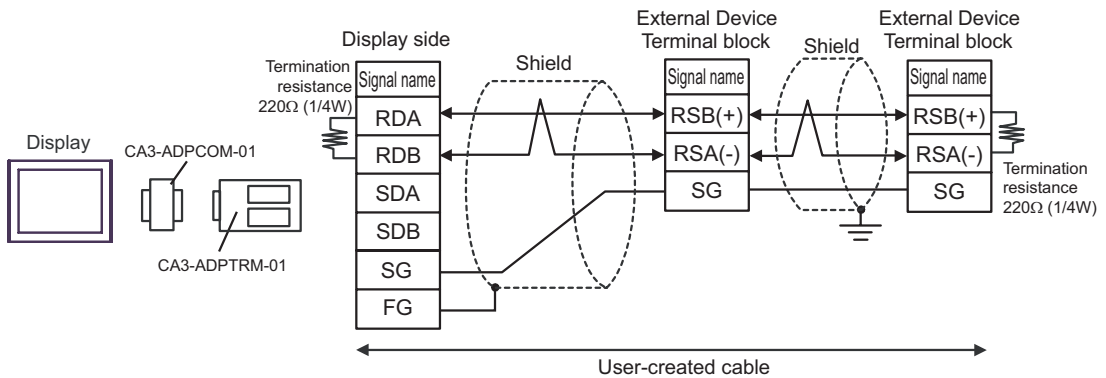 Display
CA3-ADPCOM-01
CA3-ADPTRM-01
Display side
Termination
resistance
220Ω (1/4W)
Signal name
RDA
RDB
SDA
SDB
SG
FG
Shield
External Device
Terminal block
Signal name
RSB(+)
RSA(-)
SG
Shield
External Device
Terminal block
Signal name
RSB(+)
RSA(-)
SG
Termination
resistance
220Ω (1/4W)
User-created cable